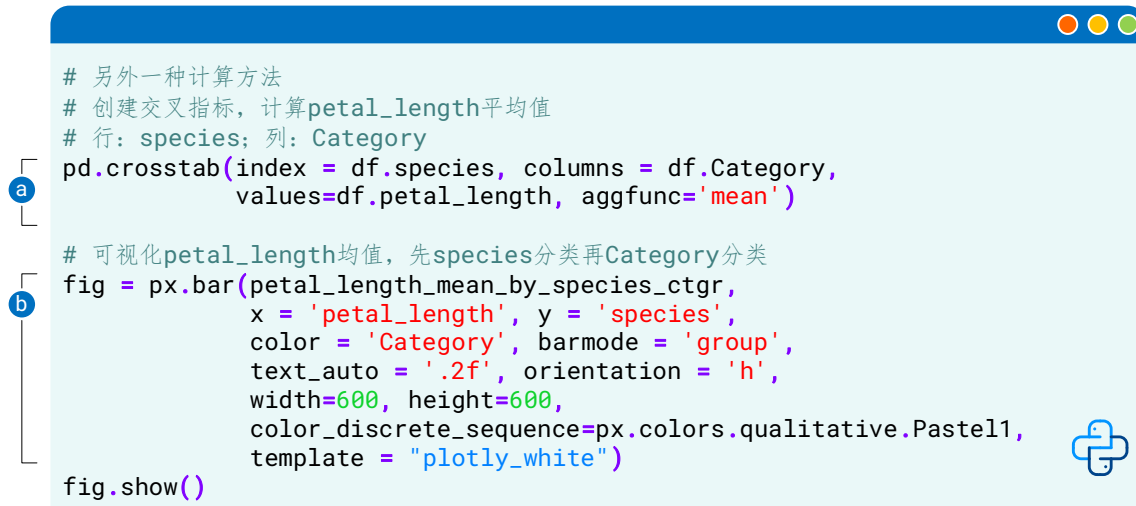 # 另外一种计算方法
# 创建交叉指标，计算petal_length平均值
# 行：species；列：Category
a
pd.crosstab(index = df.species, columns = df.Category,
            values=df.petal_length, aggfunc='mean')
# 可视化petal_length均值，先species分类再Category分类
b
fig = px.bar(petal_length_mean_by_species_ctgr,
             x = 'petal_length', y = 'species',
             color = 'Category', barmode = 'group',
             text_auto = '.2f', orientation = 'h',
             width=600, height=600,
             color_discrete_sequence=px.colors.qualitative.Pastel1,
             template = "plotly_white")
fig.show()